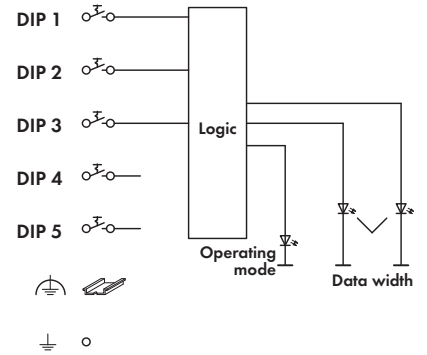 DIP 1
DIP 2
DIP 3
Logic
DIP 4
DIP 5
Operating
mode
Data width